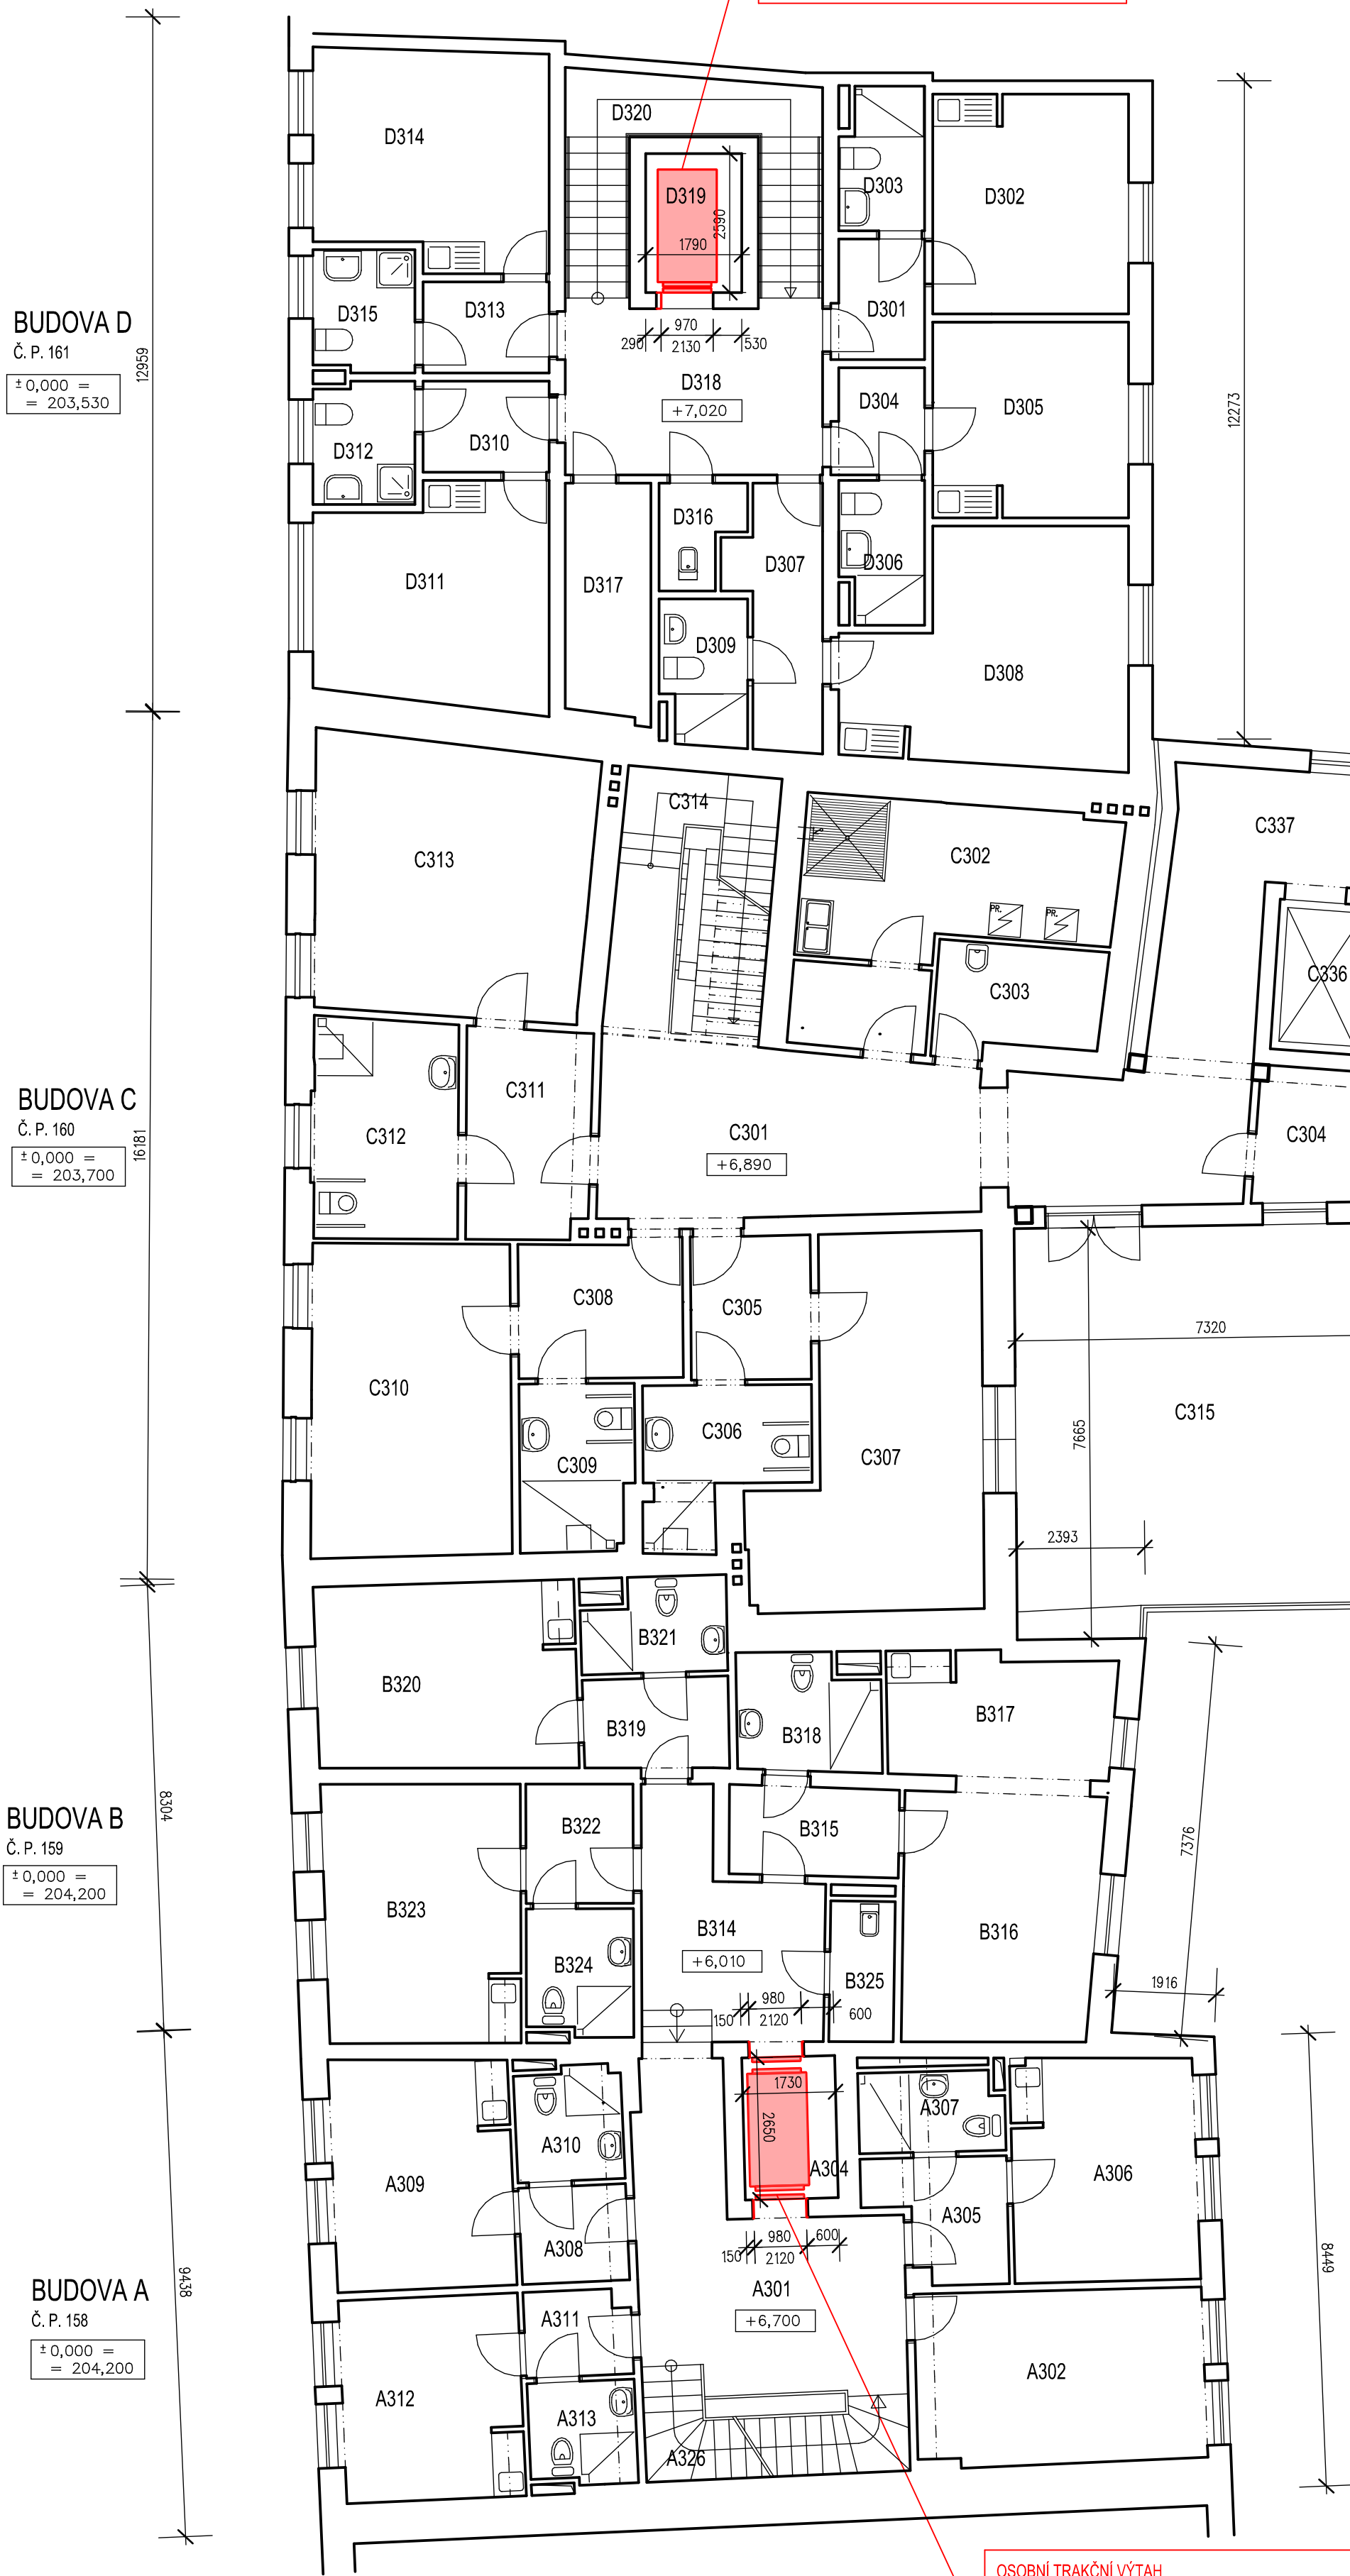 D320
D314
D303
D302
D319
2590
1790
D315
D313
D301
BUDOVA D
Č. P. 161
± 0,000 =
= 203,530
12959
970
290
2130
530
D318
+7,020
D304
D305
12273
D312
D310
D316
D306
D311
D317
D307
D309
D308
C314
C337
C313
C302
PR.
PR.
C336
C303
BUDOVA C
Č. P. 160
± 0,000 =
= 203,700
16181
C311
C312
C301
+6,890
C304
C308
C305
7320
C310
C306
C315
7665
C309
C307
2393
B321
B320
B319
B318
B317
BUDOVA B
Č. P. 159
± 0,000 =
= 204,200
8304
B322
B315
7376
B323
B314
B316
+6,010
B324
B325
980
150
2120
600
1916
1730
2650
A307
A310
A304
A309
A306
A305
A308
980
600
150
2120
BUDOVA A
Č. P. 158
± 0,000 =
= 204,200
9438
8449
A301
+6,700
A311
A302
A312
A313
A326
OSOBNÍ TRAKČNÍ VÝTAH